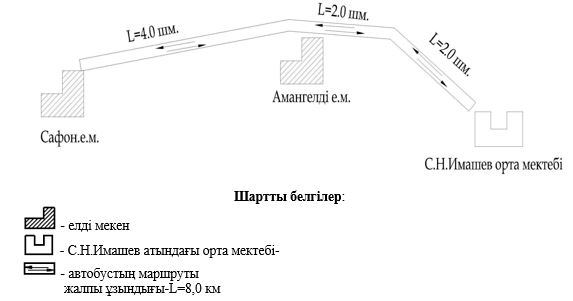 L=4.0 шм.
L=2.0 шм.
L=2.0 шм.
Сафон.е.м.
Амангелді е.м.
С.Н.Имашев орта мектебі
Шартты белгілер:
- елді мекен
- С.Н.Имашев атындағы орта мектебі-
- автобустың маршруты
жалпы ұзындығы-L=8,0 км